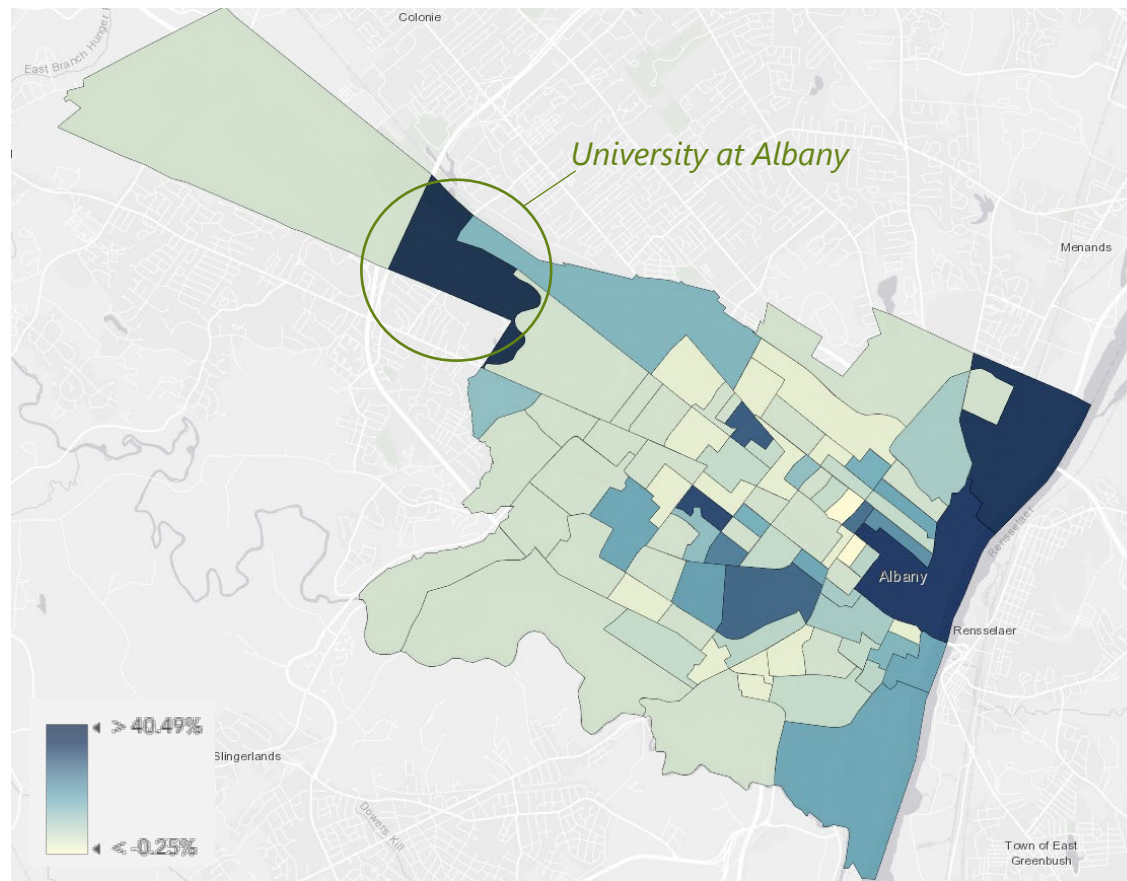 Colonie
East Branch Hunger
University at Albany
Menands
Rensselaer
Albany
Rensselaer
> 40.49%
< -0.25%
Slingerlands
Dowers Kill
Town of East
Greenbush